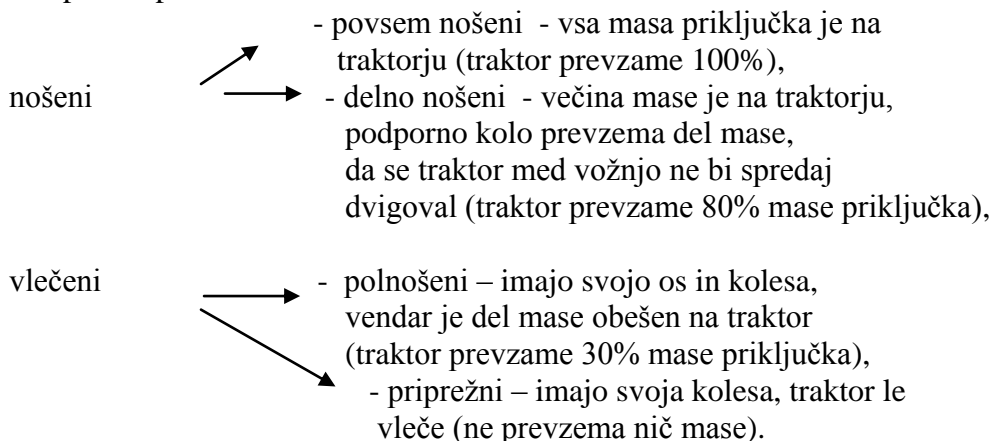 - povsem nošeni - vsa masa priključka je na
traktorju (traktor prevzame 100%),
nošeni - delno nošeni - večina mase je na traktorju,
podporno kolo prevzema del mase,
da se traktor med vožnjo ne bi spredaj
dvigoval (traktor prevzame 80% mase priključka),
vlečeni - polnošeni – imajo svojo os in kolesa,
vendar je del mase obešen na traktor
(traktor prevzame 30% mase priključka),
- priprežni – imajo svoja kolesa, traktor le
vleče (ne prevzema nič mase).